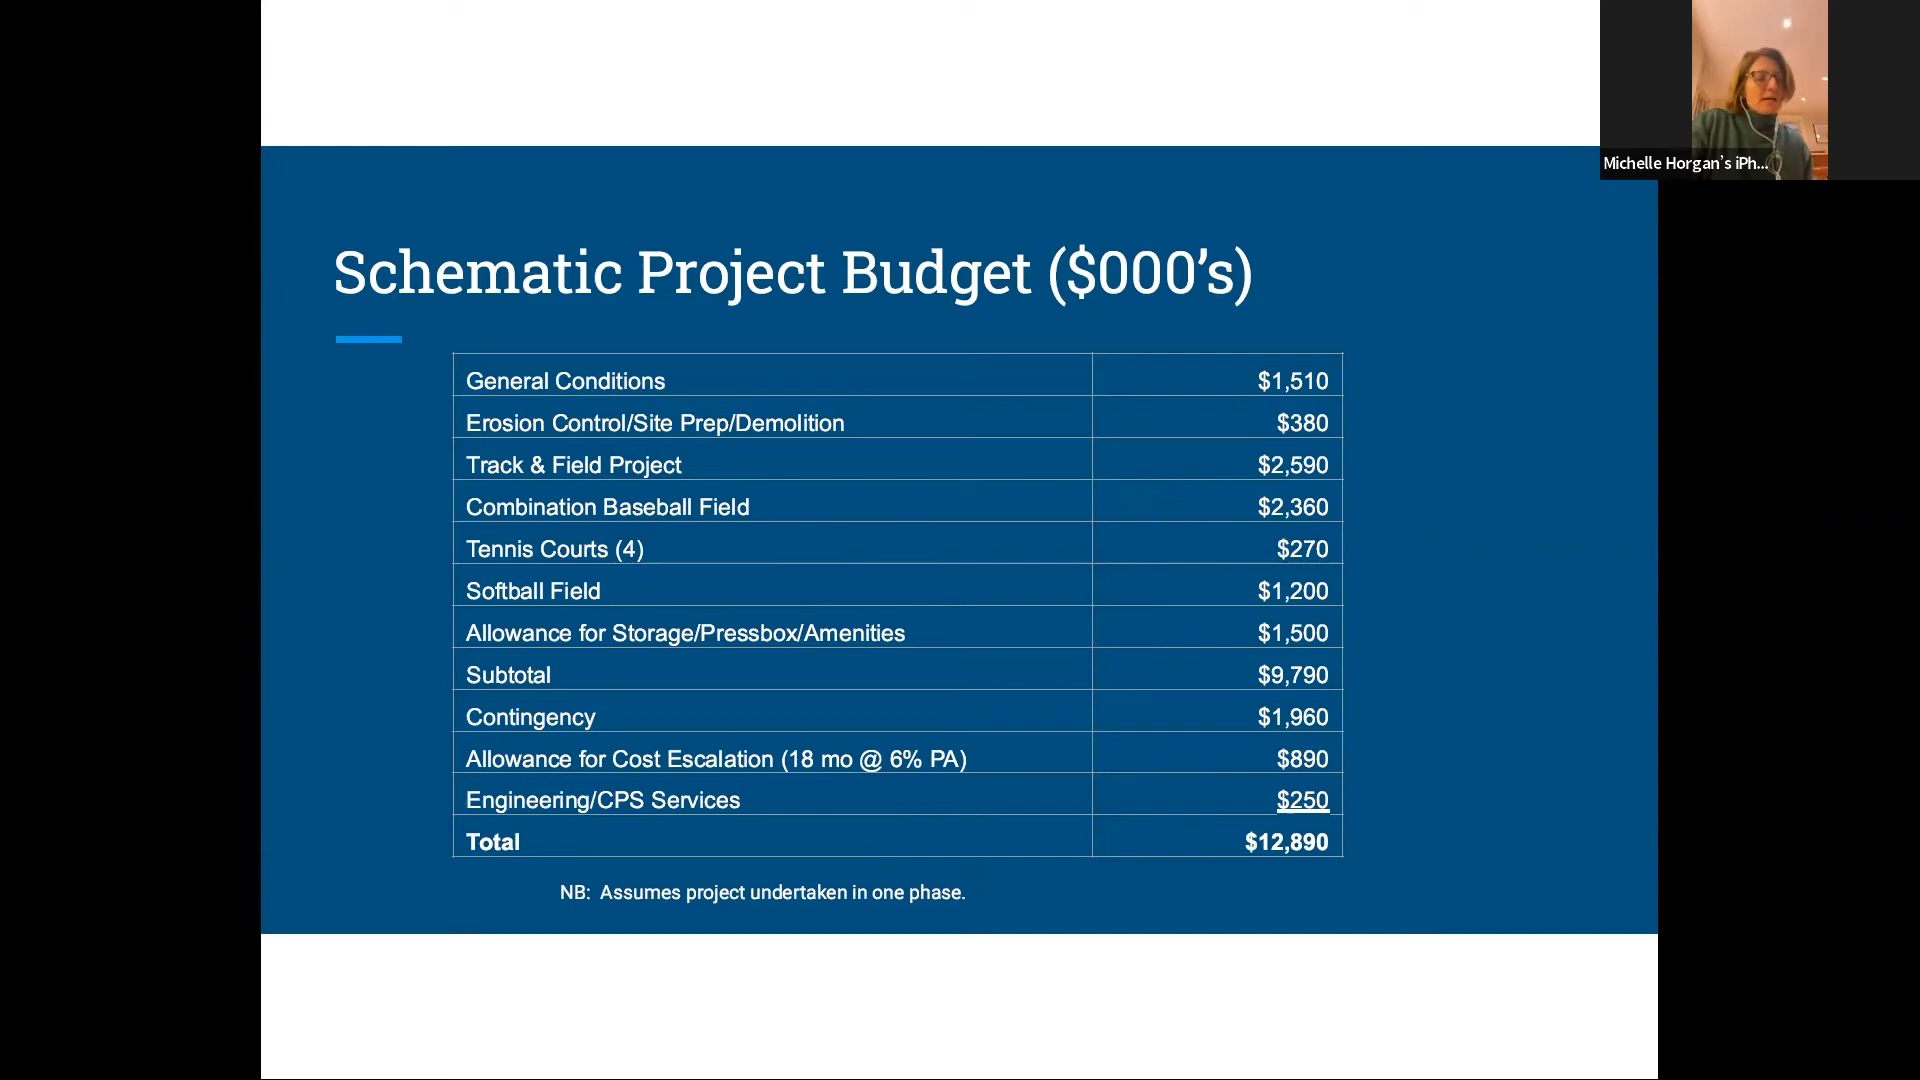 Michelle Horgan's iPh...
Schematic Project Budget ($000’s)
General Conditions $1,510
Erosion Control/Site Prep/Demolition $380
Track & Field Project $2,590
Combination Baseball Field $2,360
Tennis Courts (4) $270
Softball Field $1,200
Allowance for Storage/Pressbox/Amenities $1,500
Subtotal $9,790
Contingency $1,960
Allowance for Cost Escalation (18 mo @ 6% PA) $890
Engineering/CPS Services $250
Total $12,890
NB: Assumes project undertaken in one phase.